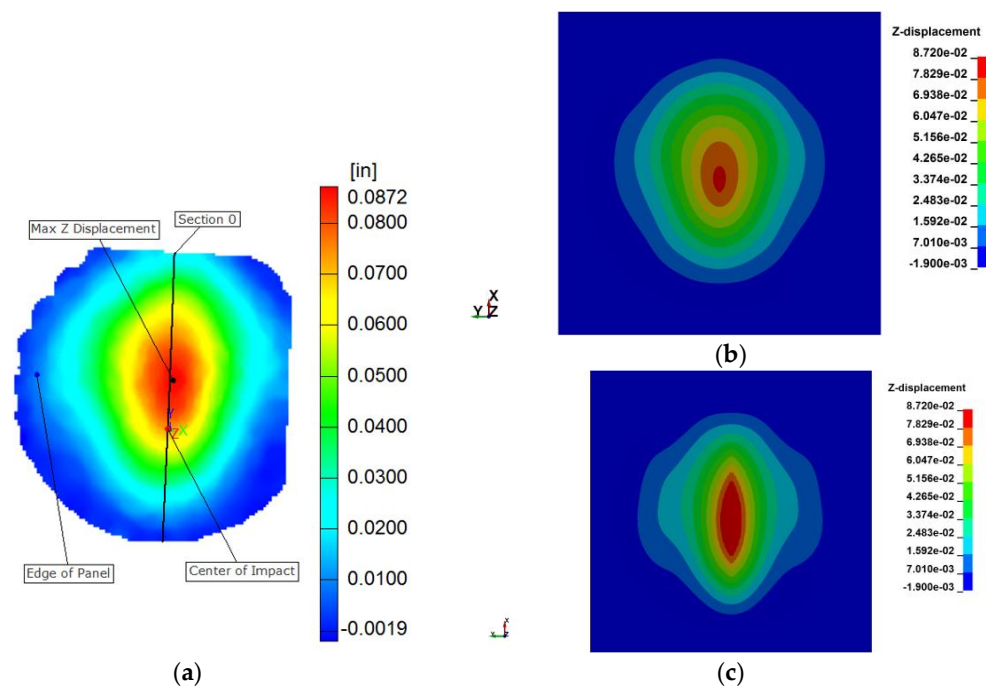 [in]
0.0872
0.0800
0.0700
0.0600
0.0500
0.0400
0.0300
0.0200
0.0100
-0.0019
Section 0
Max Z Displacement
Y
Z X
Edge of Panel
Center of Impact
(a)
X
Y Z
Z-displacement
8.720e-02
7.829e-02
6.938e-02
6.047e-02
5.156e-02
4.265e-02
3.374e-02
2.483e-02
1.592e-02
7.010e-03
-1.900e-03
(b)
Z-displacement
8.720e-02
7.829e-02
6.938e-02
6.047e-02
5.156e-02
4.265e-02
3.374e-02
2.483e-02
1.592e-02
7.010e-03
-1.900e-03
(c)